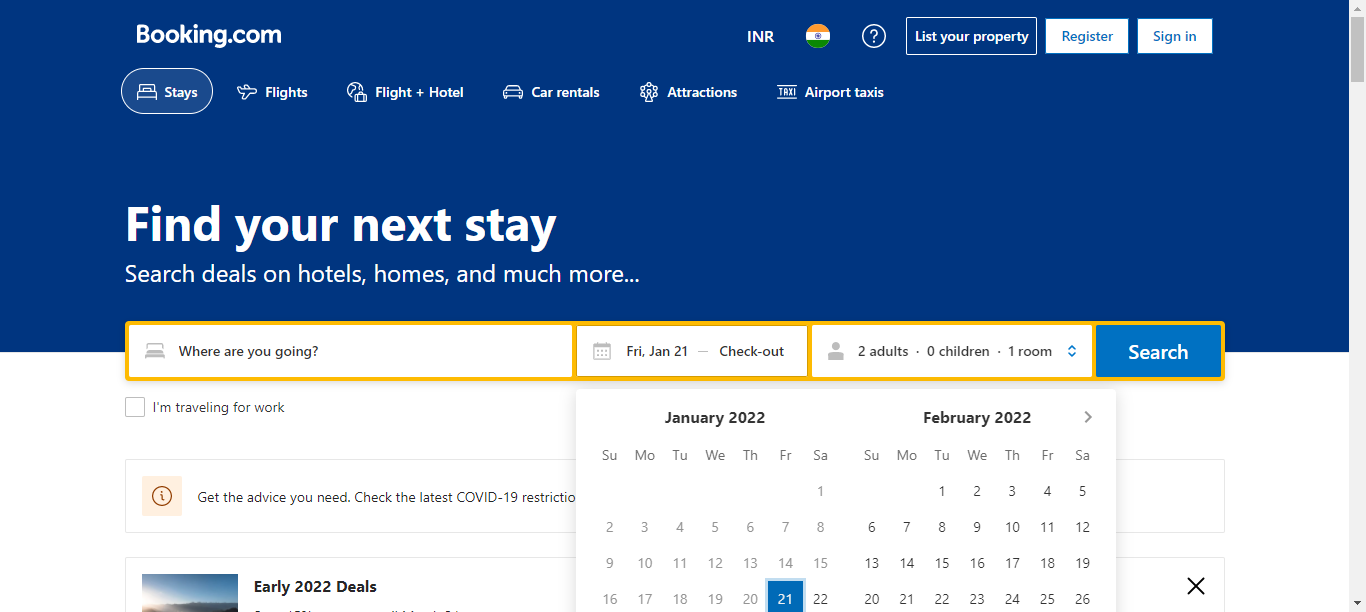 Booking.com
INR
List your property
Register
Sign in
Stays
Flights
Flight + Hotel
Car rentals
Attractions
TAXI Airport taxis
Find your next stay
Search deals on hotels, homes, and much more...
Where are you going?
Fri, Jan 21 — Check-out
2 adults · 0 children · 1 room
Search
I'm traveling for work
January 2022
Su Mo Tu We Th Fr Sa
1
2 3 4 5 6 7 8
9 10 11 12 13 14 15
16 17 18 19 20 21 22
February 2022
Su Mo Tu We Th Fr Sa
1 2 3 4 5
6 7 8 9 10 11 12
13 14 15 16 17 18 19
20 21 22 23 24 25 26
Get the advice you need. Check the latest COVID-19 restrictio
Early 2022 Deals